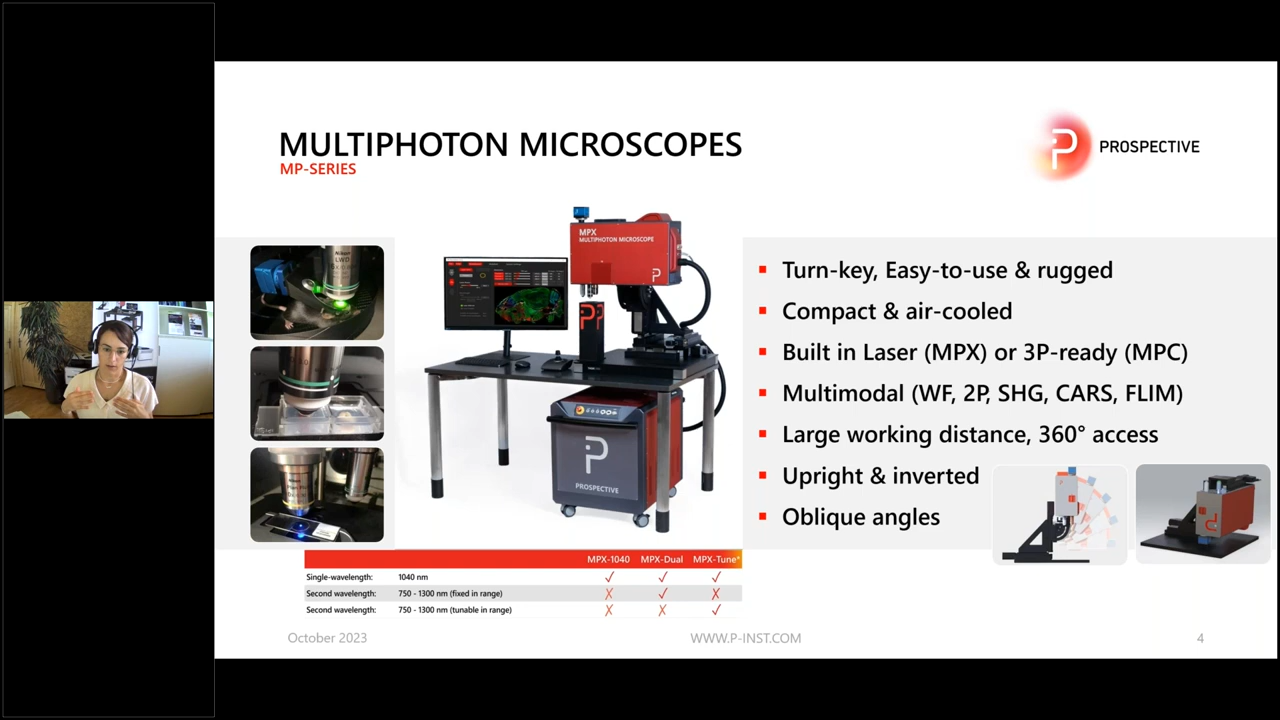 MULTIPHOTON MICROSCOPES
MP-SERIES
PROSPECTIVE
Nikon
LWD
MPX
MULTIPHOTON MICROSCOPE
PROSPECTIVE
Nikon
Turn-key, Easy-to-use & rugged
Compact & air-cooled
Built in Laser (MPX) or 3P-ready (MPC)
Multimodal (WF, 2P, SHG, CARS, FLIM)
Large working distance, 360° access
Upright & inverted
Oblique angles
MPX-1040 MPX-Dual MPX-Tune*
Single-wavelength: 1040 nm ✓ ✓ ✓
Second wavelength: 750 - 1300 nm (fixed in range) ✗ ✓ ✗
Second wavelength: 750 - 1300 nm (tunable in range) ✗ ✗ ✓
October 2023 WWW.P-INST.COM 4